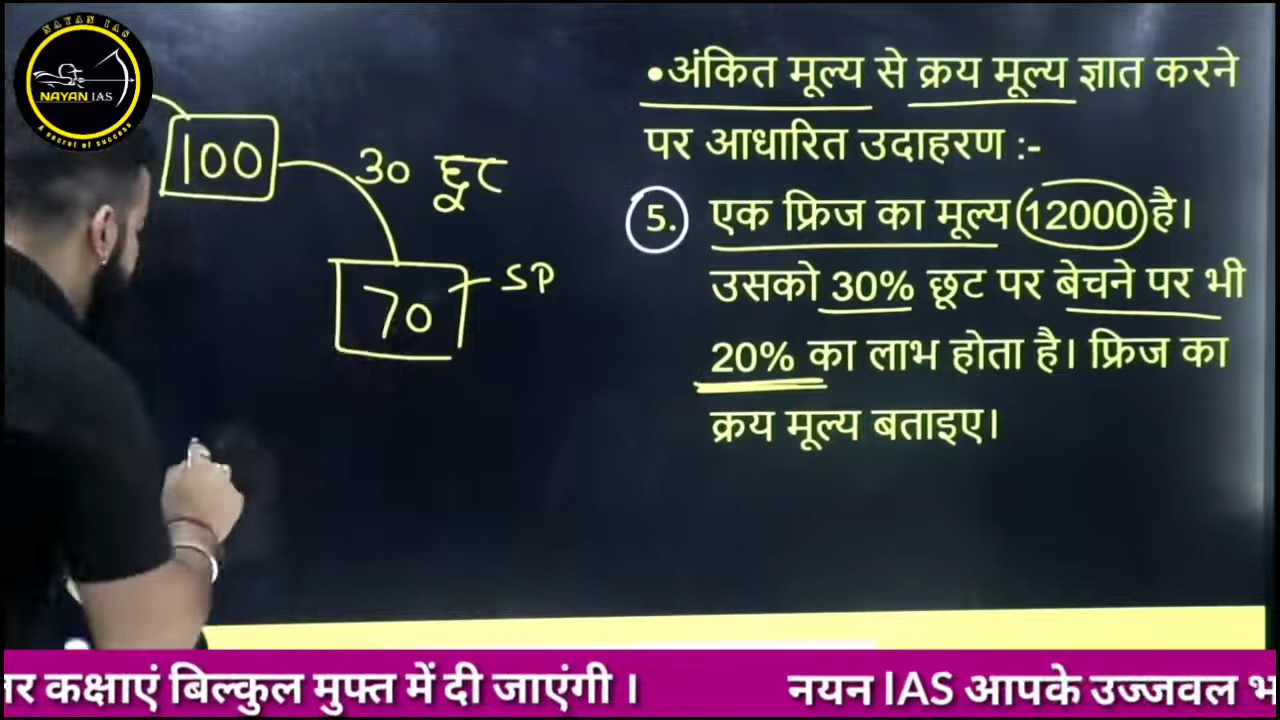 NAYAN IAS
NAYAN IAS
A secret of success
100
30 छूट
70
SP
•अंकित मूल्य से क्रय मूल्य ज्ञात करने
पर आधारित उदाहरण :-
5. एक फ्रिज का मूल्य 12000 है।
उसको 30% छूट पर बेचने पर भी
20% का लाभ होता है। फ्रिज का
क्रय मूल्य बताइए।
कक्षाएं बिल्कुल मुफ्त में दी जाएंगी । नयन IAS आपके उज्जवल